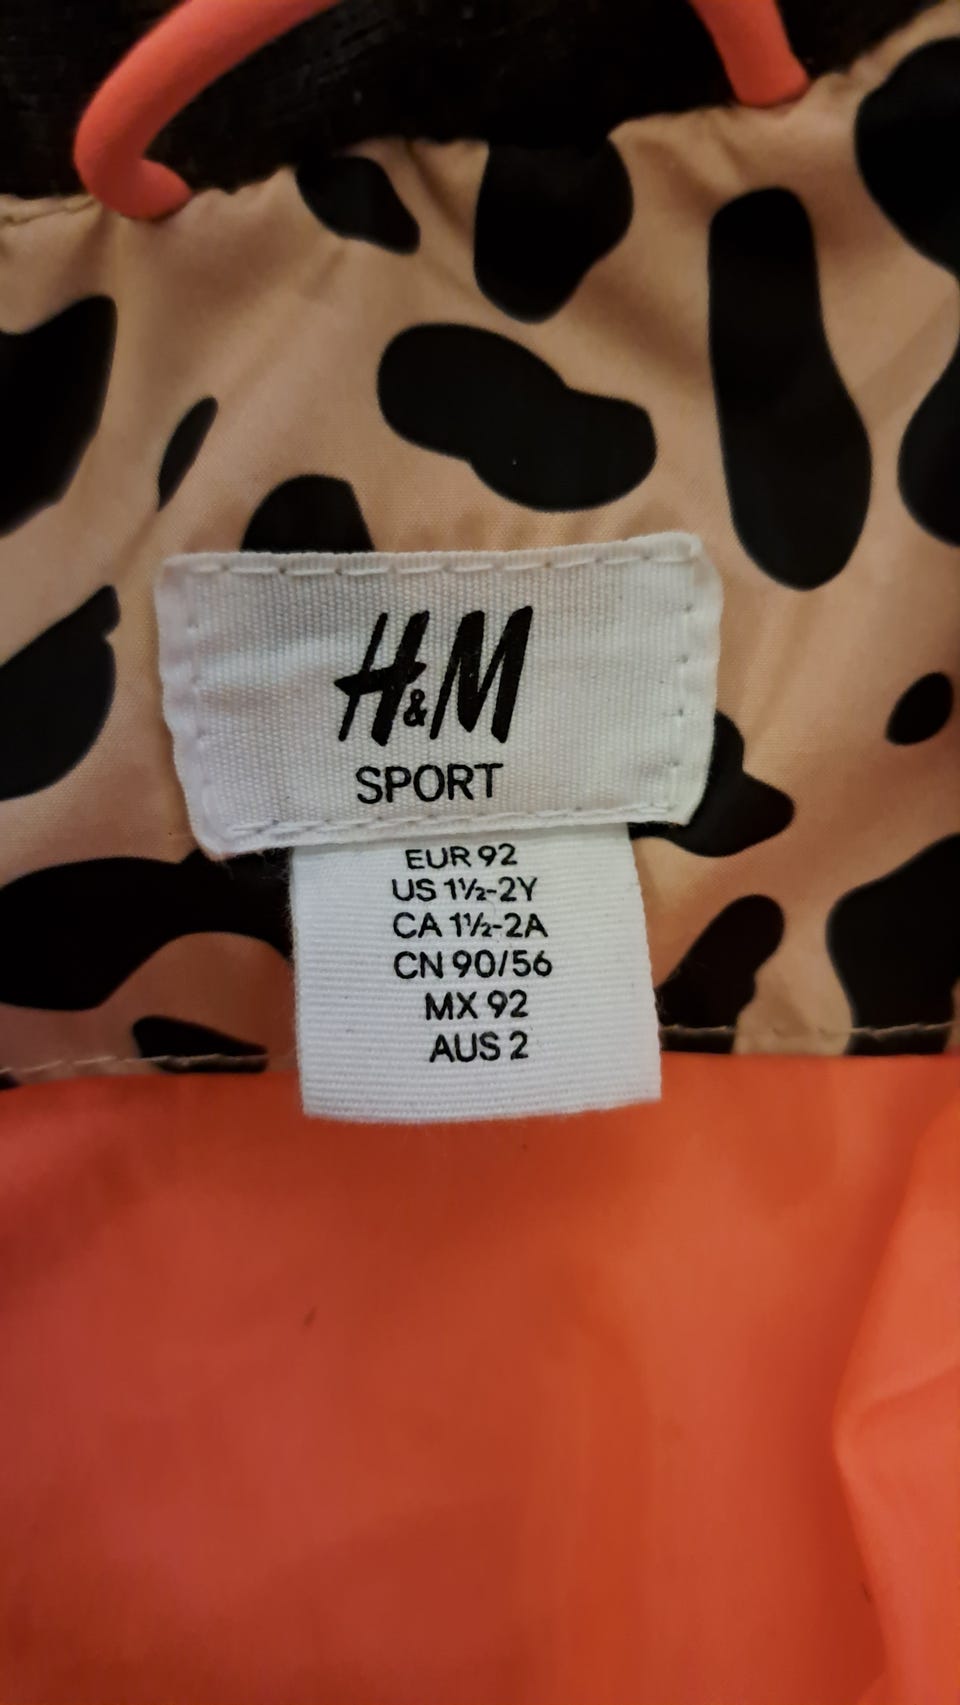 H&M
SPORT
EUR 92
US 1½-2Y
CA 1½-2A
CN 90/56
MX 92
AUS 2